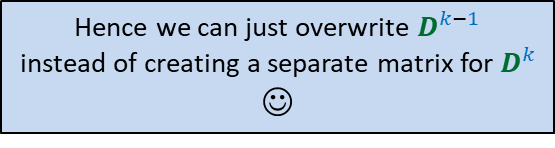 Hence we can just overwrite D^{k-1}
instead of creating a separate matrix for D^k
☺